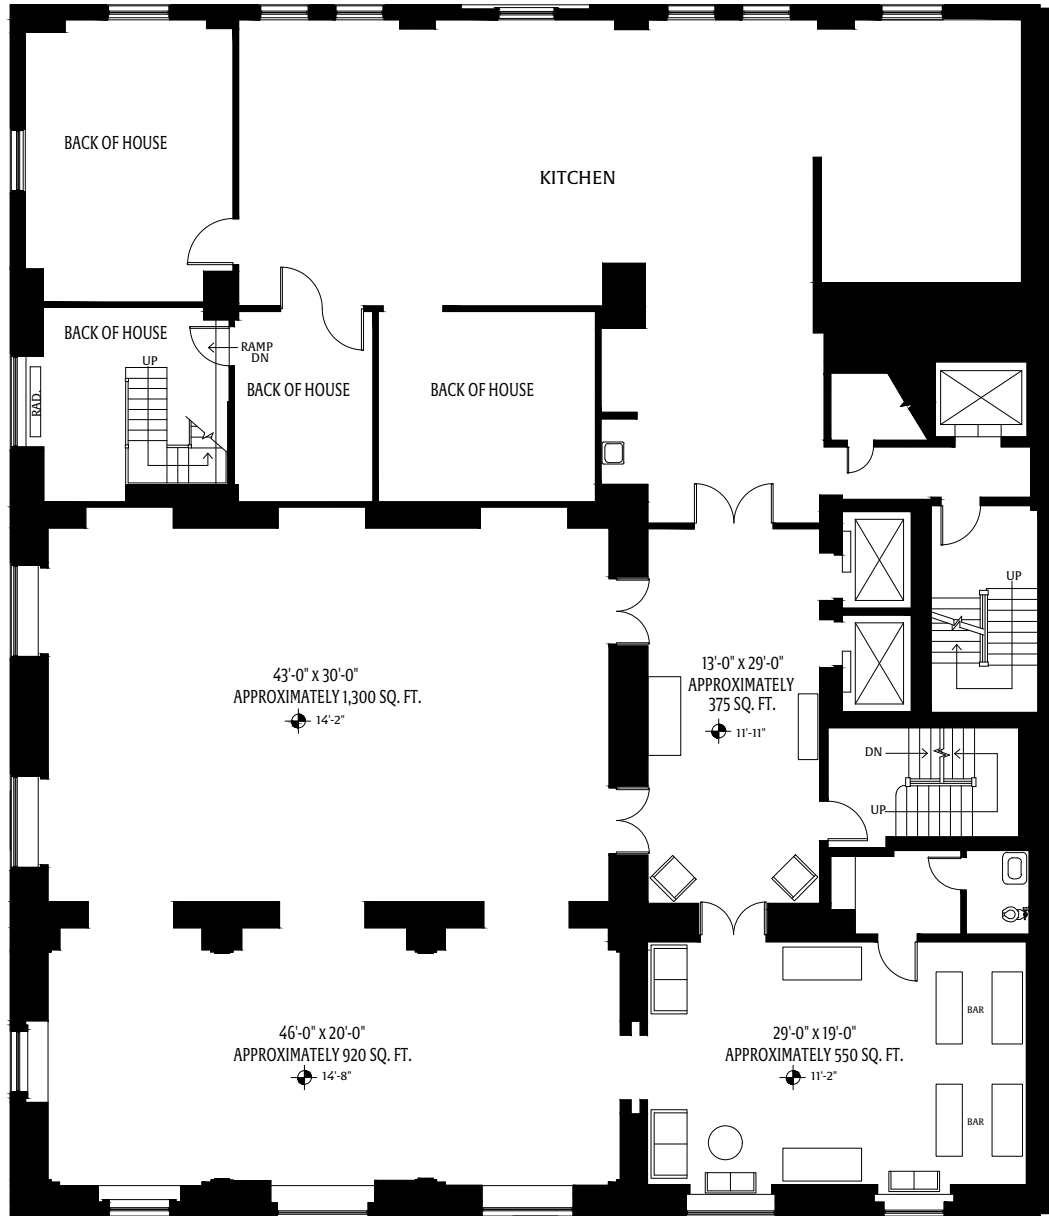 BACK OF HOUSE
KITCHEN
BACK OF HOUSE
UP
RAMP
DN
RAD.
BACK OF HOUSE
BACK OF HOUSE
UP
43'-0" x 30'-0"
APPROXIMATELY 1,300 SQ. FT.
14'-2"
13'-0" x 29'-0"
APPROXIMATELY
375 SQ. FT.
11'-11"
DN
UP
46'-0" x 20'-0"
APPROXIMATELY 920 SQ. FT.
14'-8"
29'-0" x 19'-0"
APPROXIMATELY 550 SQ. FT.
11'-2"
BAR
BAR